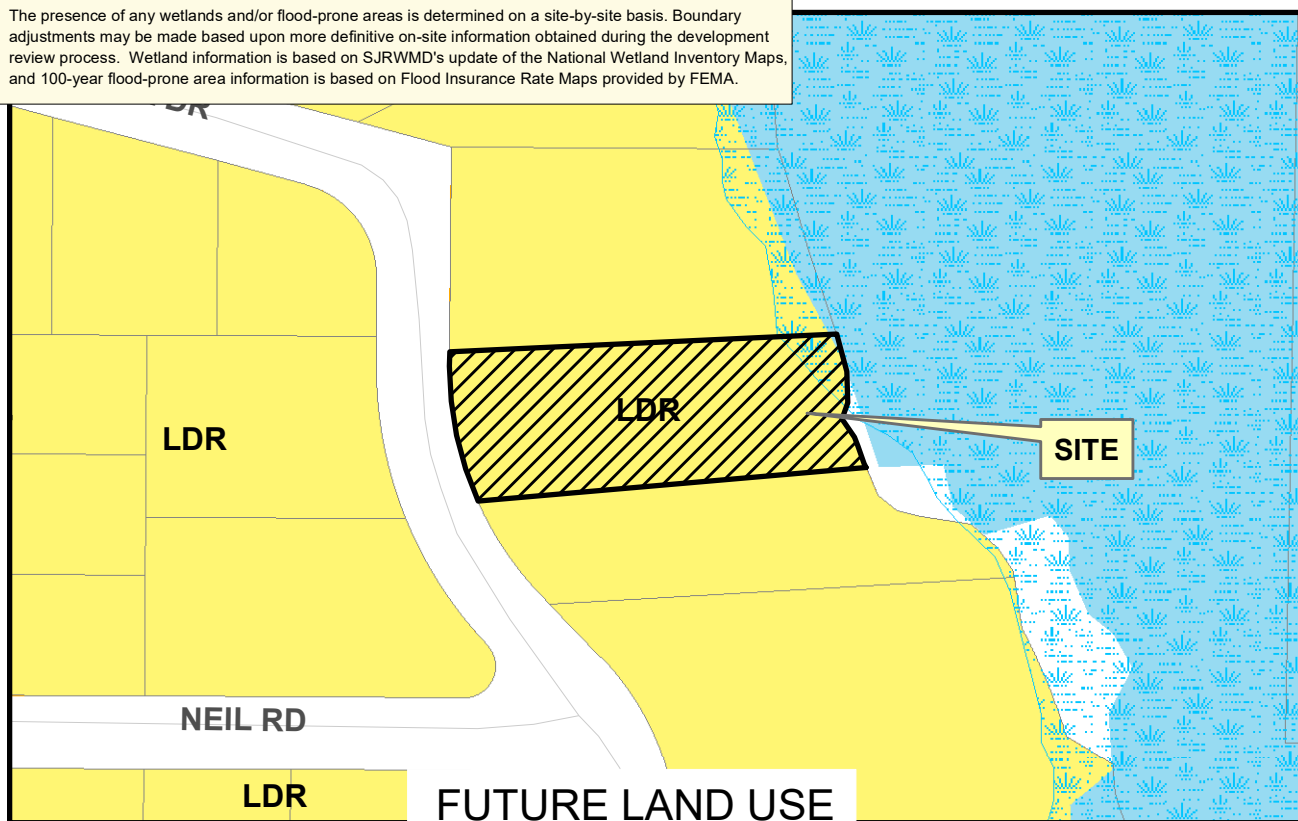 The presence of any wetlands and/or flood-prone areas is determined on a site-by-site basis. Boundary
adjustments may be made based upon more definitive on-site information obtained during the development
review process. Wetland information is based on SJRWMD's update of the National Wetland Inventory Maps,
and 100-year flood-prone area information is based on Flood Insurance Rate Maps provided by FEMA.
DR
LDR
LDR
SITE
NEIL RD
LDR
FUTURE LAND USE